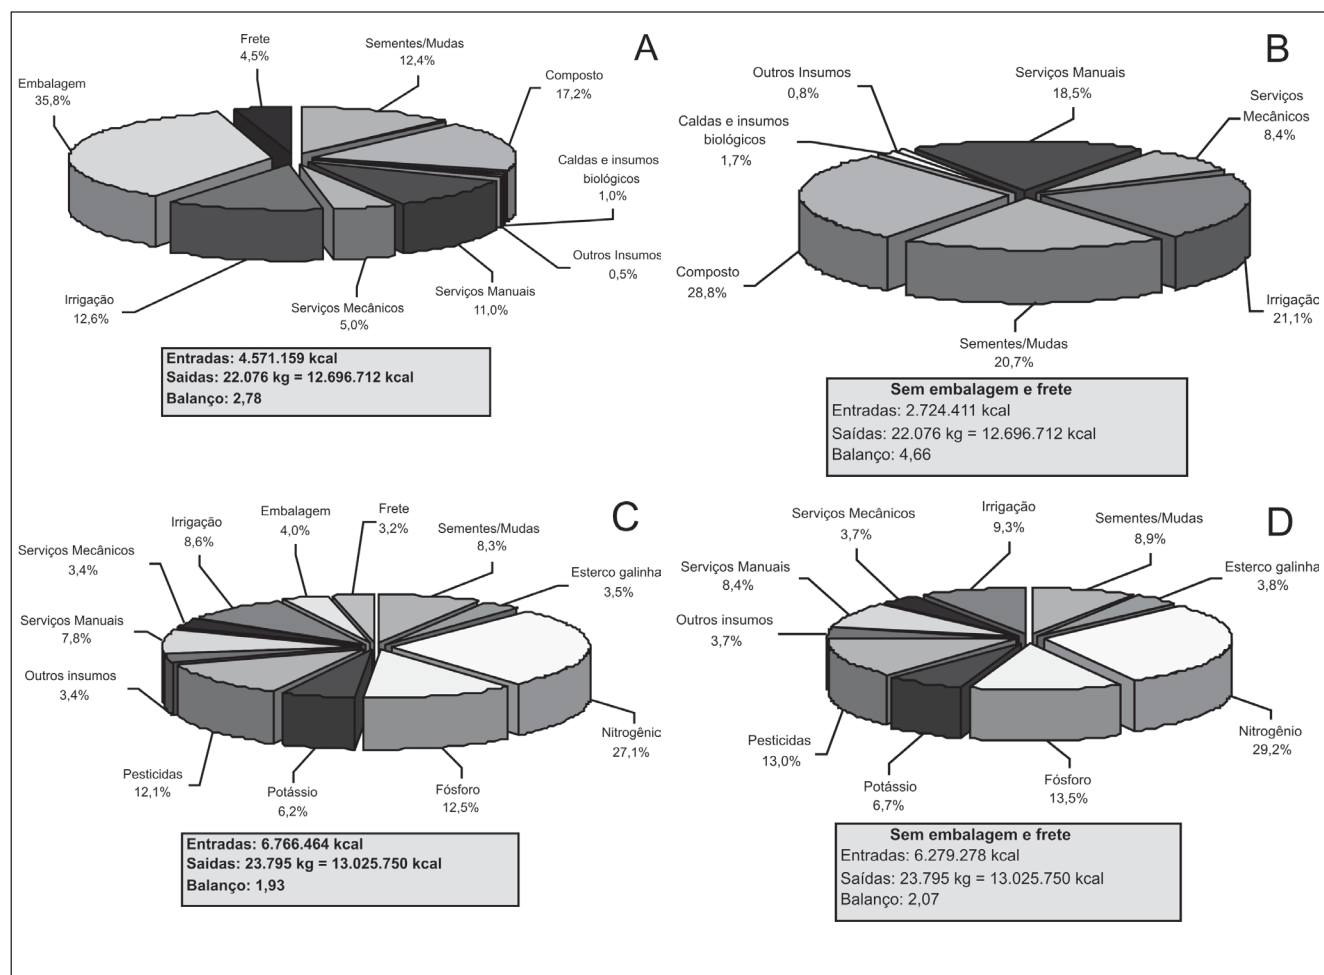 A
Frete
4,5%
Sementes/Mudas
12,4%
Composto
17,2%
Embalagem
35,8%
Caldas e insumos
biológicos
1,0%
Outros Insumos
0,5%
Serviços Manuais
11,0%
Serviços Mecânicos
5,0%
Irrigação
12,6%
Entradas: 4.571.159 kcal
Saidas: 22.076 kg = 12.696.712 kcal
Balanço: 2,78
B
Outros Insumos
0,8%
Serviços Manuais
18,5%
Serviços
Mecânicos
8,4%
Caldas e insumos
biológicos
1,7%
Composto
28,8%
Irrigação
21,1%
Sementes/Mudas
20,7%
Sem embalagem e frete
Entradas: 2.724.411 kcal
Saídas: 22.076 kg = 12.696.712 kcal
Balanço: 4,66
C
Irrigação
8,6%
Embalagem
4,0%
Frete
3,2%
Sementes/Mudas
8,3%
Serviços Mecânicos
3,4%
Esterco galinha
3,5%
Serviços Manuais
7,8%
Outros insumos
3,4%
Nitrogênic
27,1%
Pesticidas
12,1%
Potássio
6,2%
Fósforo
12,5%
Entradas: 6.766.464 kcal
Saidas: 23.795 kg = 13.025.750 kcal
Balanço: 1,93
D
Serviços Mecânicos
3,7%
Irrigação
9,3%
Sementes/Mudas
8,9%
Serviços Manuais
8,4%
Esterco galinha
3,8%
Outros insumos
3,7%
Nitrogênio
29,2%
Pesticidas
13,0%
Potássio
6,7%
Fósforo
13,5%
Sem embalagem e frete
Entradas: 6.279.278 kcal
Saídas: 23.795 kg = 13.025.750 kcal
Balanço: 2,07